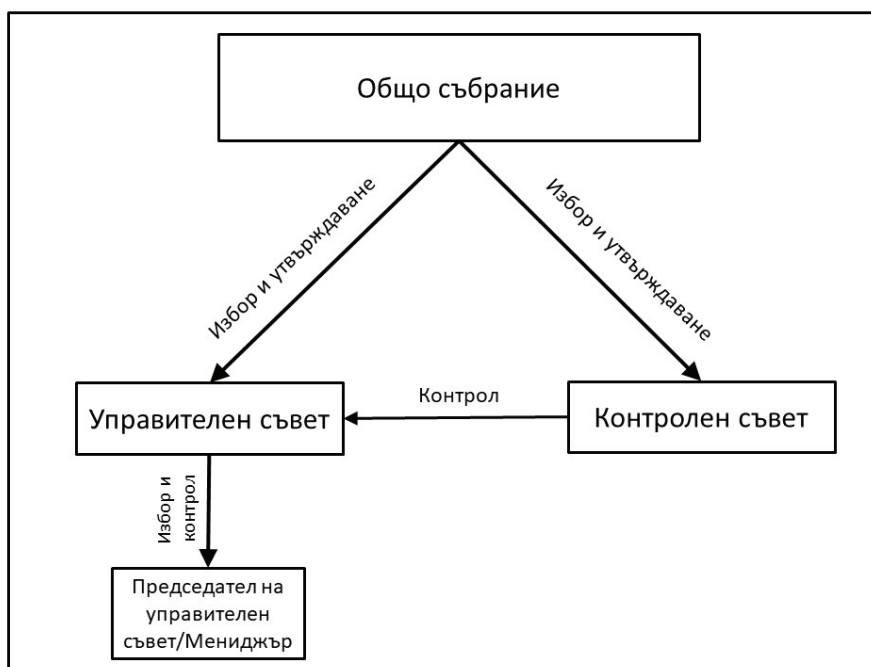 Общо събрание
Избор и утвърждаване
Избор и утвърждаване
Управителен съвет
Контрол
Контролен съвет
Избор и
контрол
Председател на
управителен
съвет/Мениджър